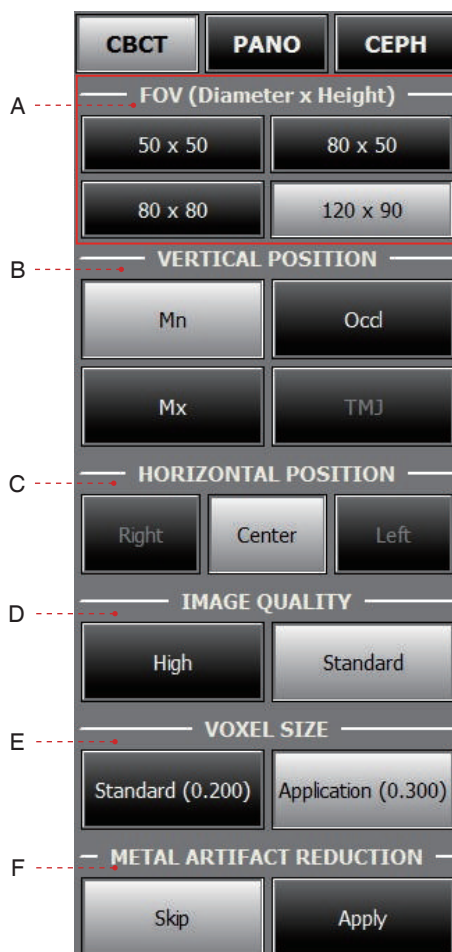 CBCT PANO CEPH
A FOV (Diameter x Height)
50 x 50 80 x 50
80 x 80 120 x 90
B VERTICAL POSITION
Mn Occl
Mx TMJ
C HORIZONTAL POSITION
Right Center Left
D IMAGE QUALITY
High Standard
E VOXEL SIZE
Standard (0.200) Application (0.300)
F METAL ARTIFACT REDUCTION
Skip Apply